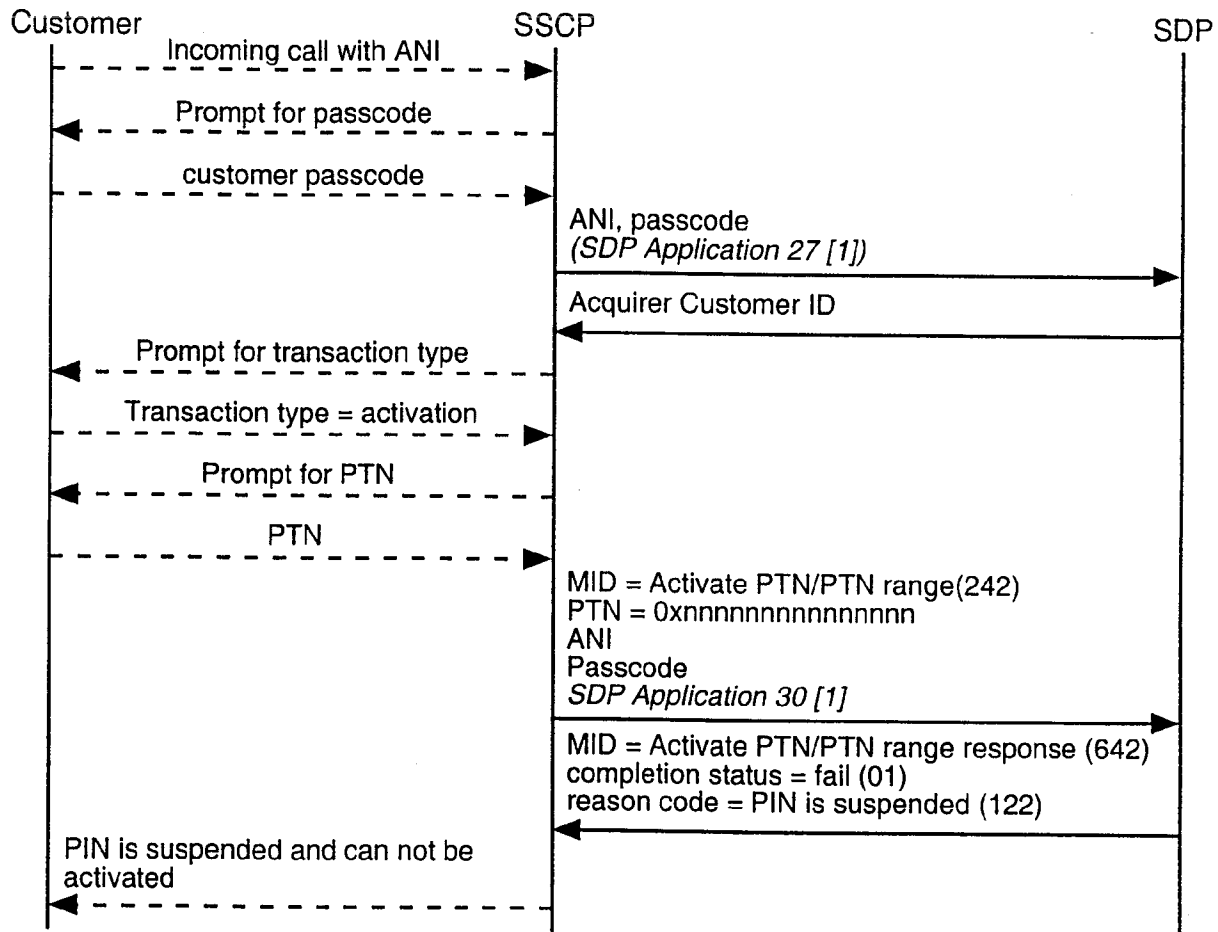 Customer
SSCP
SDP
Incoming call with ANI
Prompt for passcode
customer passcode
ANI, passcode
(SDP Application 27 [1])
Acquirer Customer ID
Prompt for transaction type
Transaction type = activation
Prompt for PTN
PTN
MID = Activate PTN/PTN range(242)
PTN = 0xnnnnnnnnnnnnnnnn
ANI
Passcode
SDP Application 30 [1]
MID = Activate PTN/PTN range response (642)
completion status = fail (01)
reason code = PIN is suspended (122)
PIN is suspended and can not be
activated